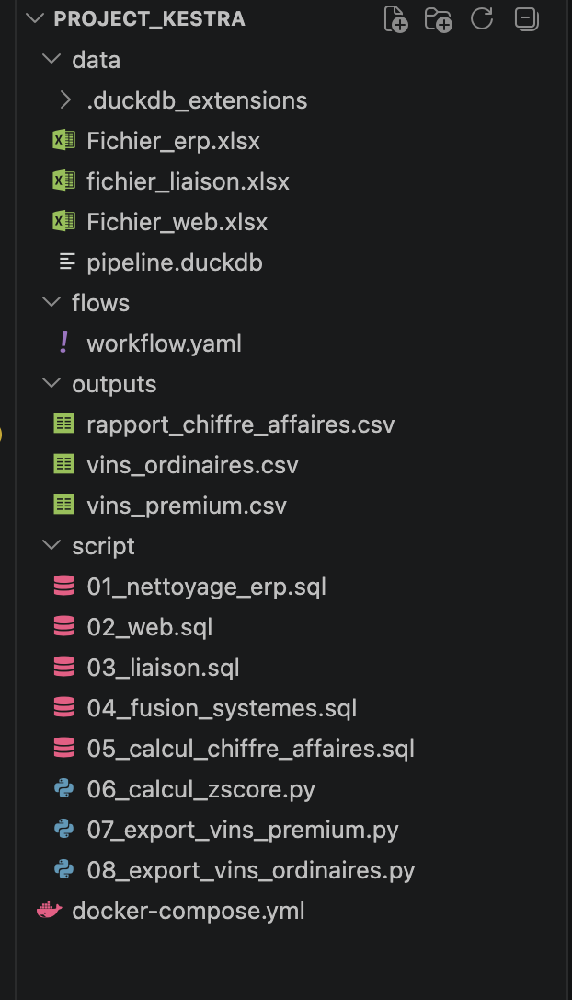 PROJECT_KESTRA
data
.duckdb_extensions
Fichier_erp.xlsx
fichier_liaison.xlsx
Fichier_web.xlsx
pipeline.duckdb
flows
workflow.yaml
outputs
rapport_chiffre_affaires.csv
vins_ordinaires.csv
vins_premium.csv
script
01_nettoyage_erp.sql
02_web.sql
03_liaison.sql
04_fusion_systemes.sql
05_calcul_chiffre_affaires.sql
06_calcul_zscore.py
07_export_vins_premium.py
08_export_vins_ordinaires.py
docker-compose.yml